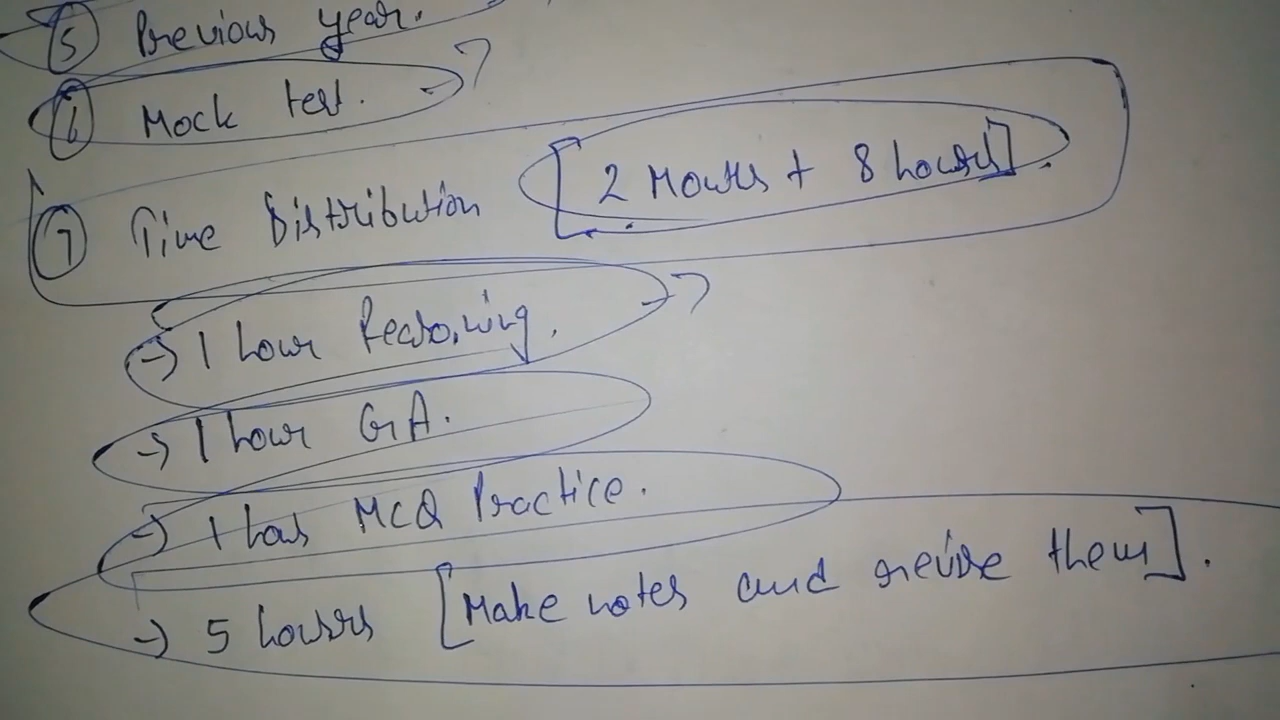 ⑤ Previous year.
⑥ Mock test. →
⑦ Time Distribution [2 Hours + 8 hours].
→ 1 hour Reasoning. →
→ 1 hour GA.
→ 1 hour MCQ Practice.
→ 5 hours [Make notes and revise them].